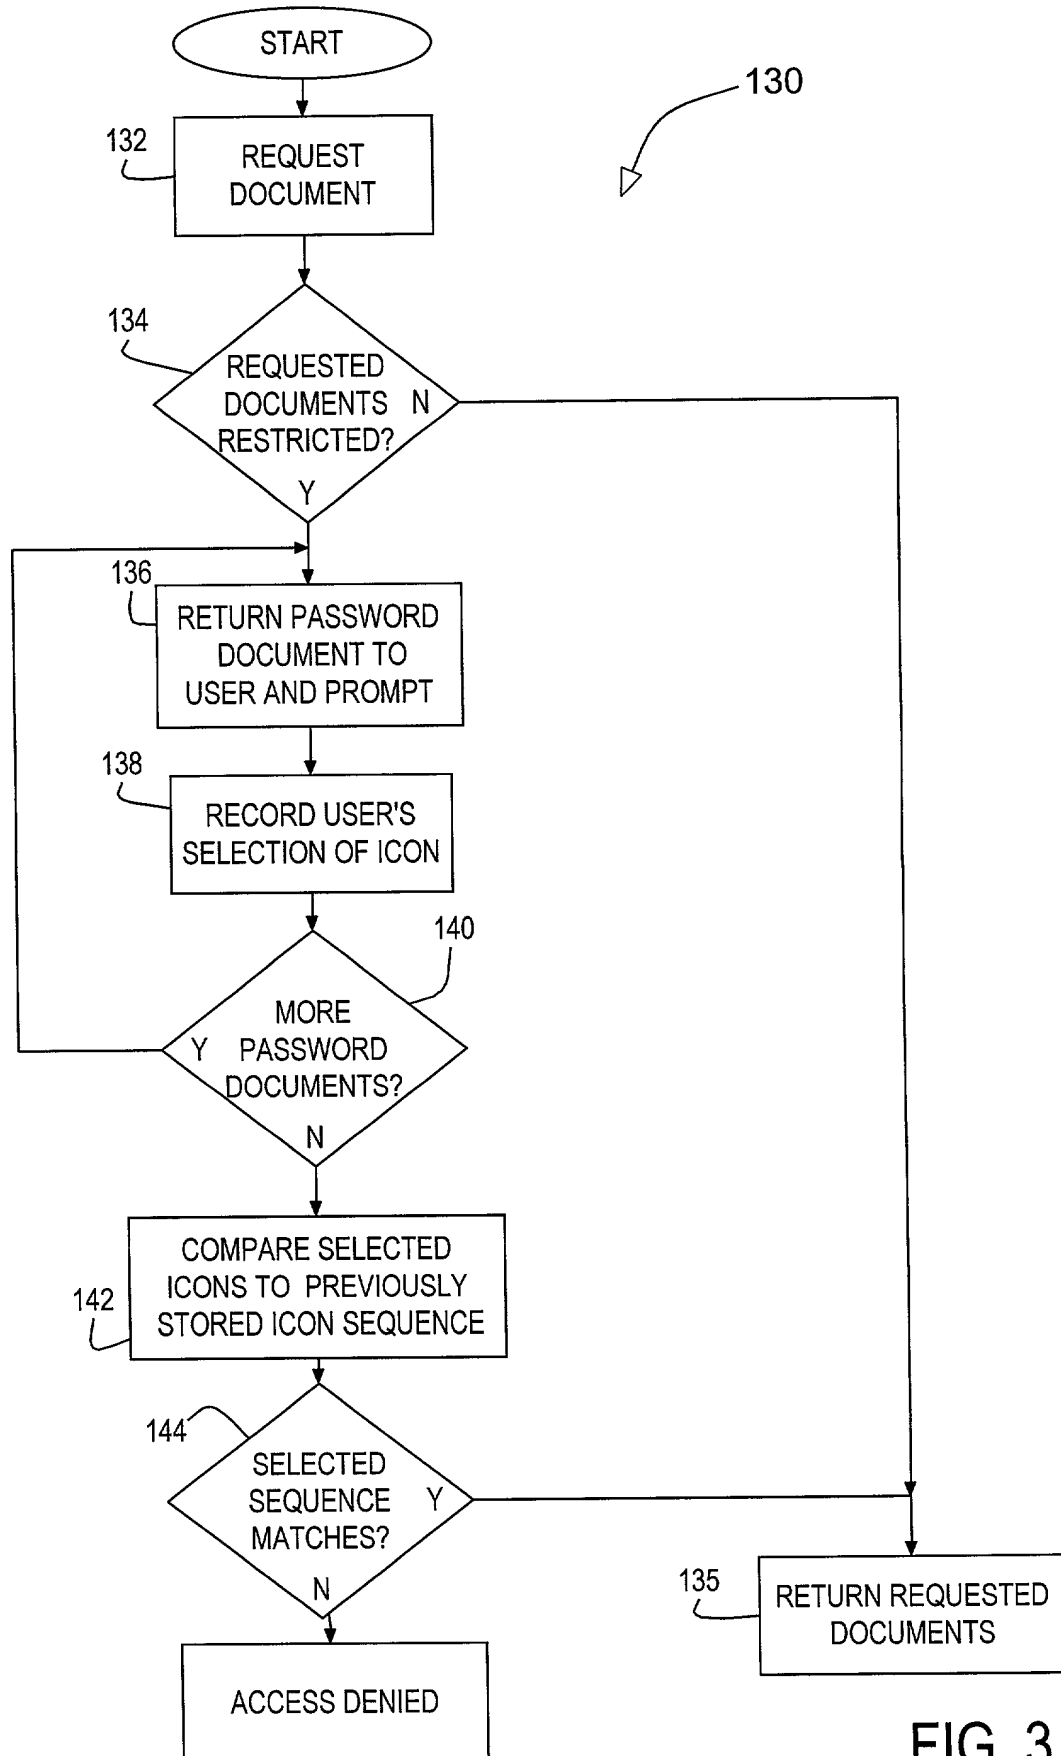 START
130
132
REQUEST
DOCUMENT
134
REQUESTED
DOCUMENTS N
RESTRICTED?
Y
136
RETURN PASSWORD
DOCUMENT TO
USER AND PROMPT
138
RECORD USER'S
SELECTION OF ICON
140
MORE
Y PASSWORD
DOCUMENTS?
N
COMPARE SELECTED
ICONS TO PREVIOUSLY
STORED ICON SEQUENCE
142
144
SELECTED
SEQUENCE Y
MATCHES?
N
135
RETURN REQUESTED
DOCUMENTS
ACCESS DENIED
FIG. 3